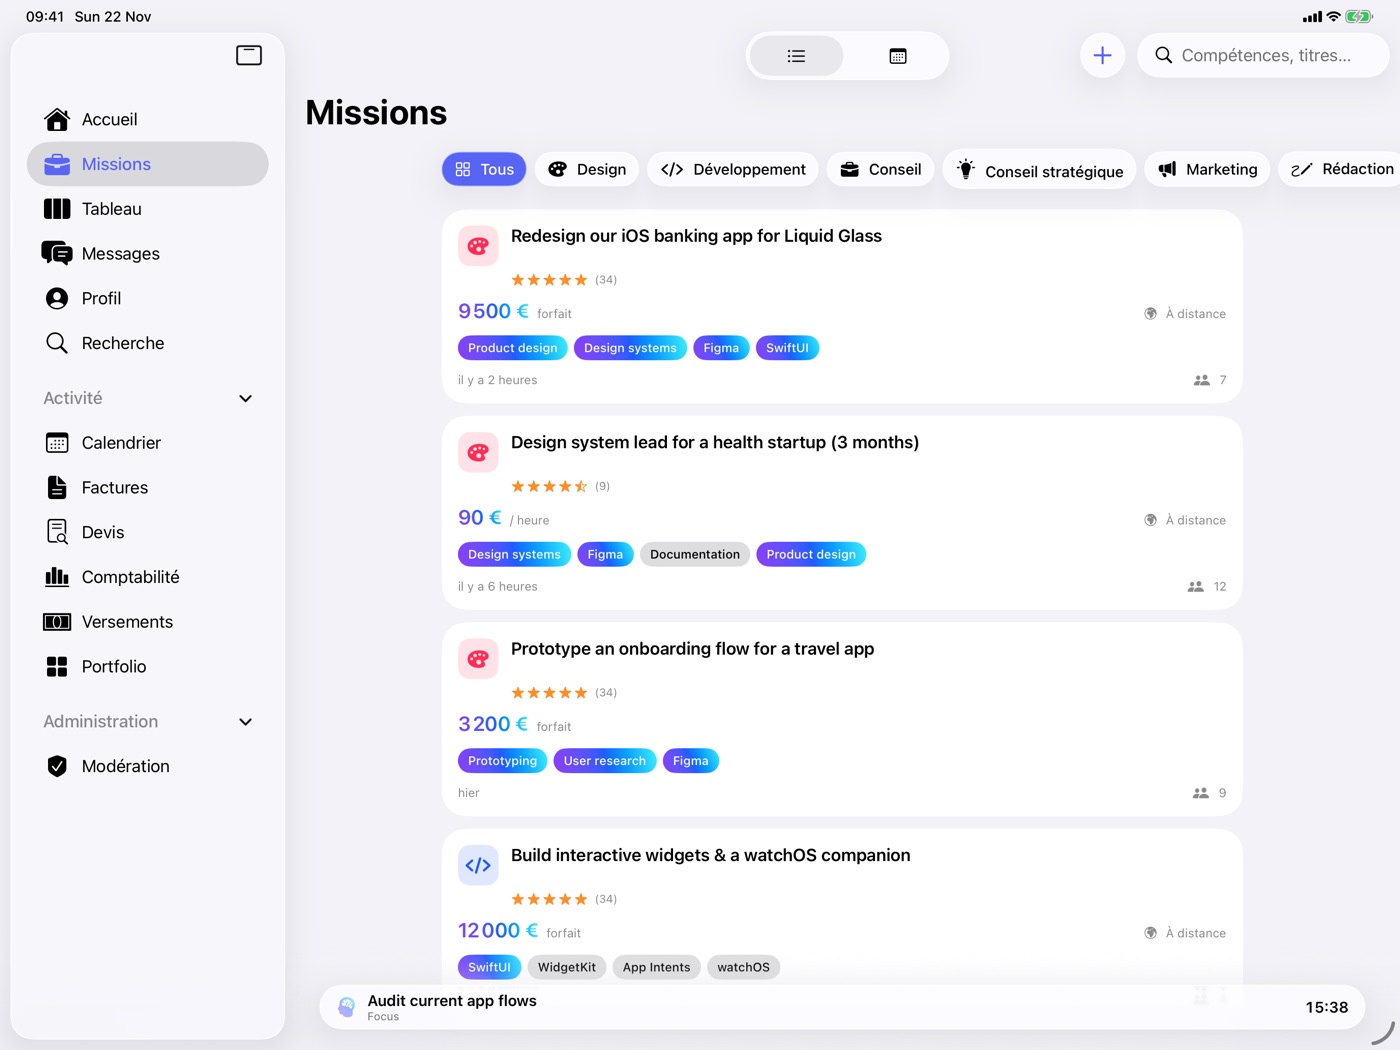 09:41 Sun 22 Nov
Compétences, titres...
Accueil
Missions
Tableau
Messages
Profil
Recherche
Activité
Calendrier
Factures
Devis
Comptabilité
Versements
Portfolio
Administration
Modération
Missions
Tous
Design
Développement
Conseil
Conseil stratégique
Marketing
Rédaction
Redesign our iOS banking app for Liquid Glass
(34)
9 500 € forfait
À distance
Product design
Design systems
Figma
SwiftUI
il y a 2 heures
7
Design system lead for a health startup (3 months)
(9)
90 € / heure
À distance
Design systems
Figma
Documentation
Product design
il y a 6 heures
12
Prototype an onboarding flow for a travel app
(34)
3 200 € forfait
Prototyping
User research
Figma
hier
9
Build interactive widgets & a watchOS companion
(34)
12 000 € forfait
À distance
SwiftUI
WidgetKit
App Intents
watchOS
Audit current app flows
Focus
15:38